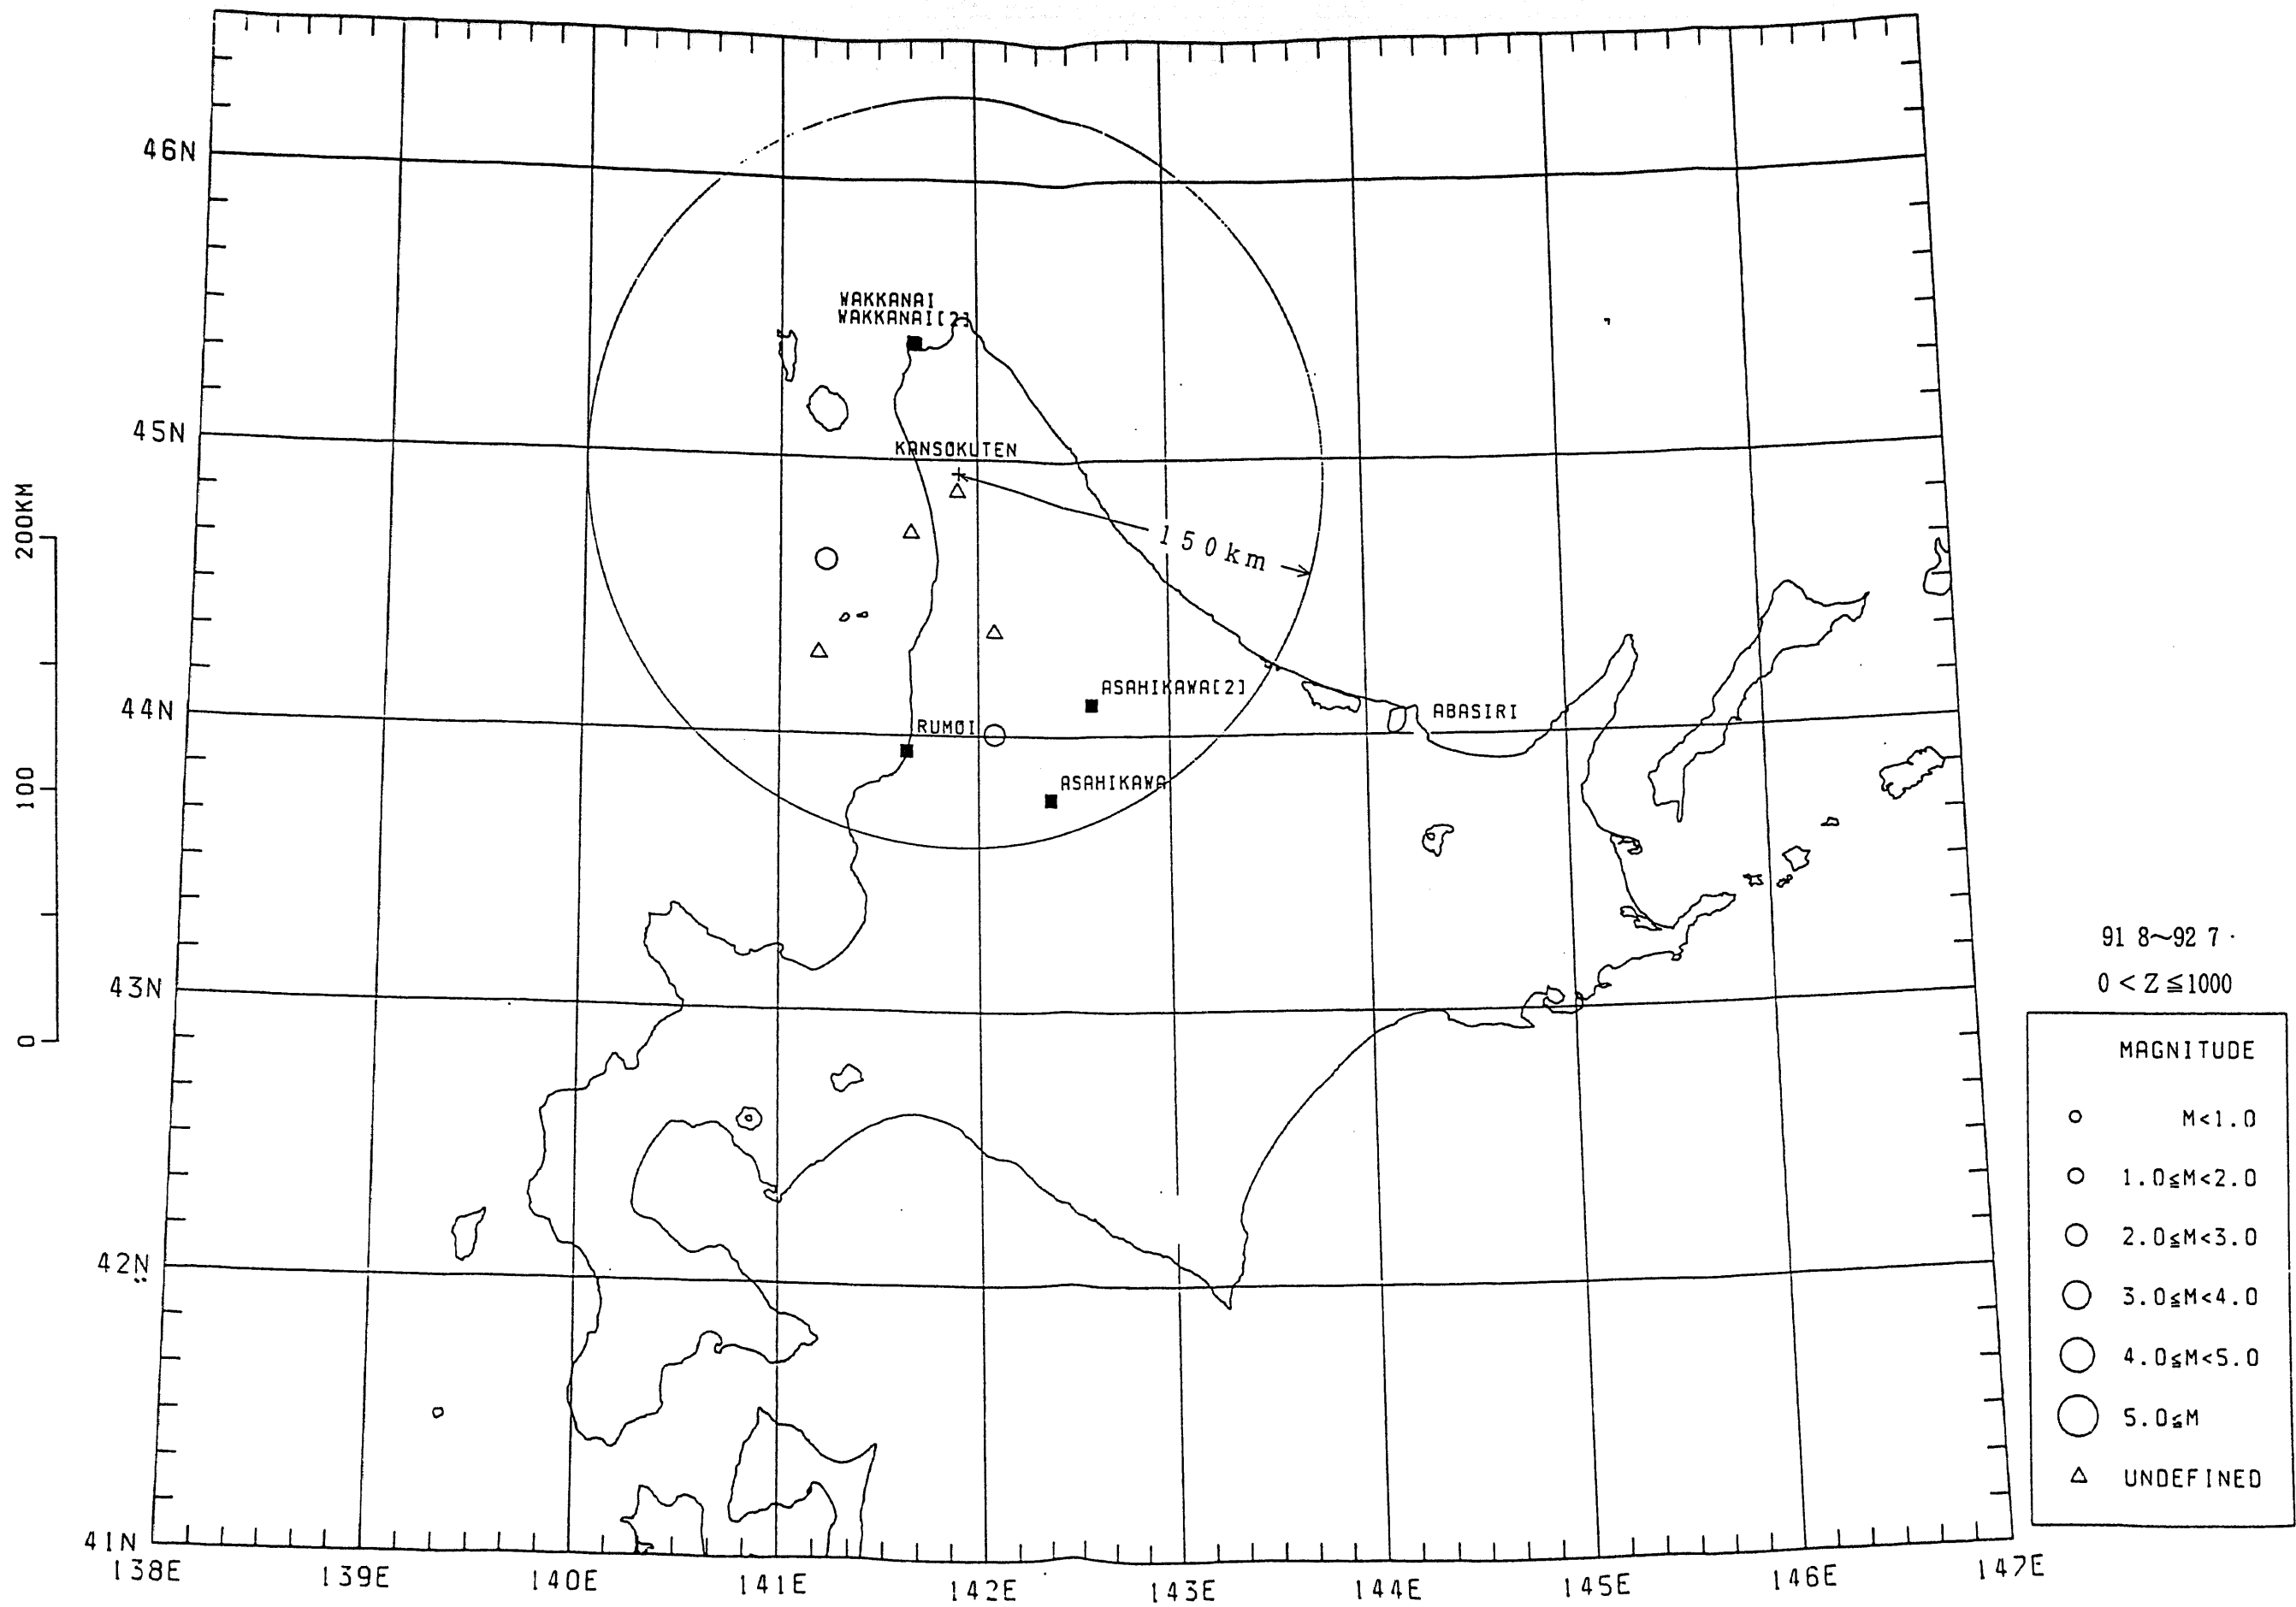 46N
WAKKANAI
WAKKANAI[2]
45N
KANSOKUTEN
200KM
150km
ASAHIKAWA[2]
44N
RUMOI
ABASIRI
100
ASAHIKAWA
91 8~92 7
0 < Z ≦1000
43N
0
MAGNITUDE
M<1.0
1.0≦M<2.0
2.0≦M<3.0
42N
3.0≦M<4.0
4.0≦M<5.0
5.0≦M
UNDEFINED
41N
138E 139E 140E 141E 142E 143E 144E 145E 146E 147E